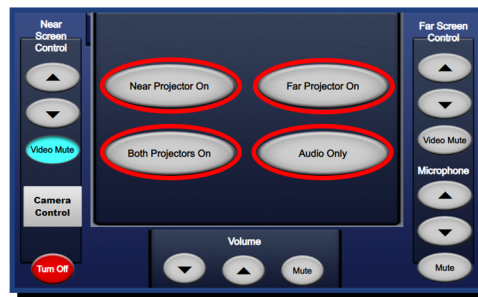 Near
Screen
Control
Video Mute
Camera
Control
Turn Off
Near Projector On
Far Projector On
Both Projectors On
Audio Only
Volume
Mute
Far Screen
Control
Video Mute
Microphone
Mute